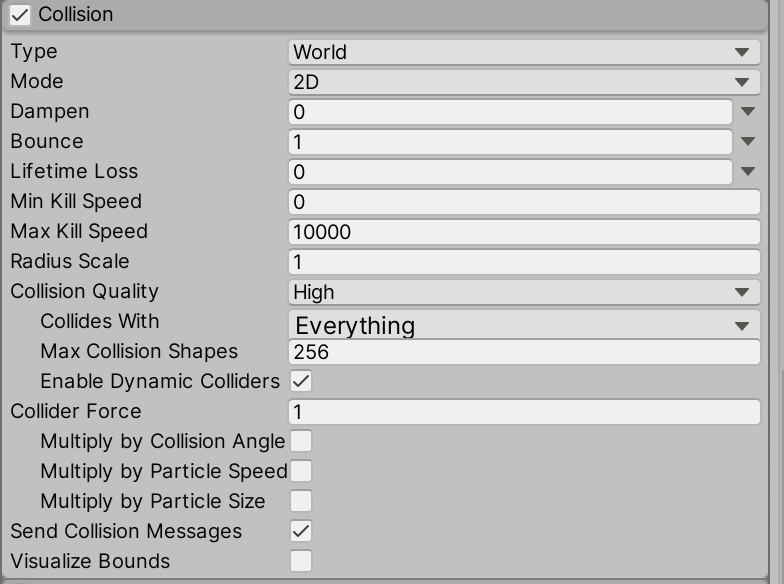 Collision
Type World
Mode 2D
Dampen 0
Bounce 1
Lifetime Loss 0
Min Kill Speed 0
Max Kill Speed 10000
Radius Scale 1
Collision Quality High
Collides With Everything
Max Collision Shapes 256
Enable Dynamic Colliders
Collider Force 1
Multiply by Collision Angle
Multiply by Particle Speed
Multiply by Particle Size
Send Collision Messages
Visualize Bounds